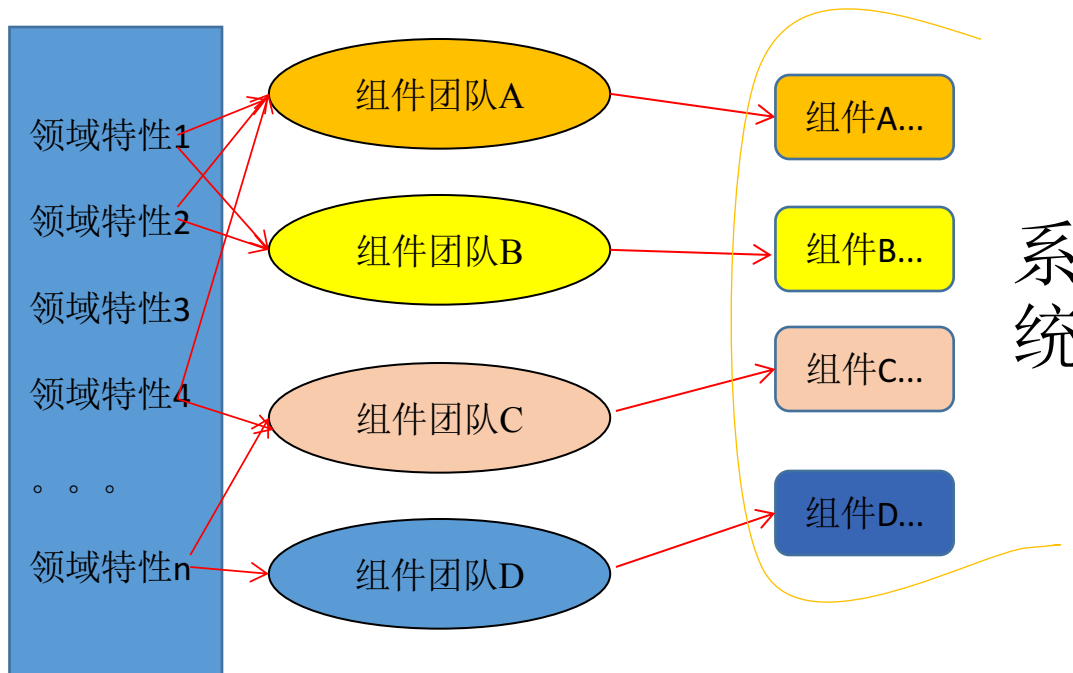 领域特性1
领域特性2
领域特性3
领域特性4
。。。
领域特性n
组件团队A
组件团队B
组件团队C
组件团队D
组件A...
组件B...
组件C...
组件D...
系
统